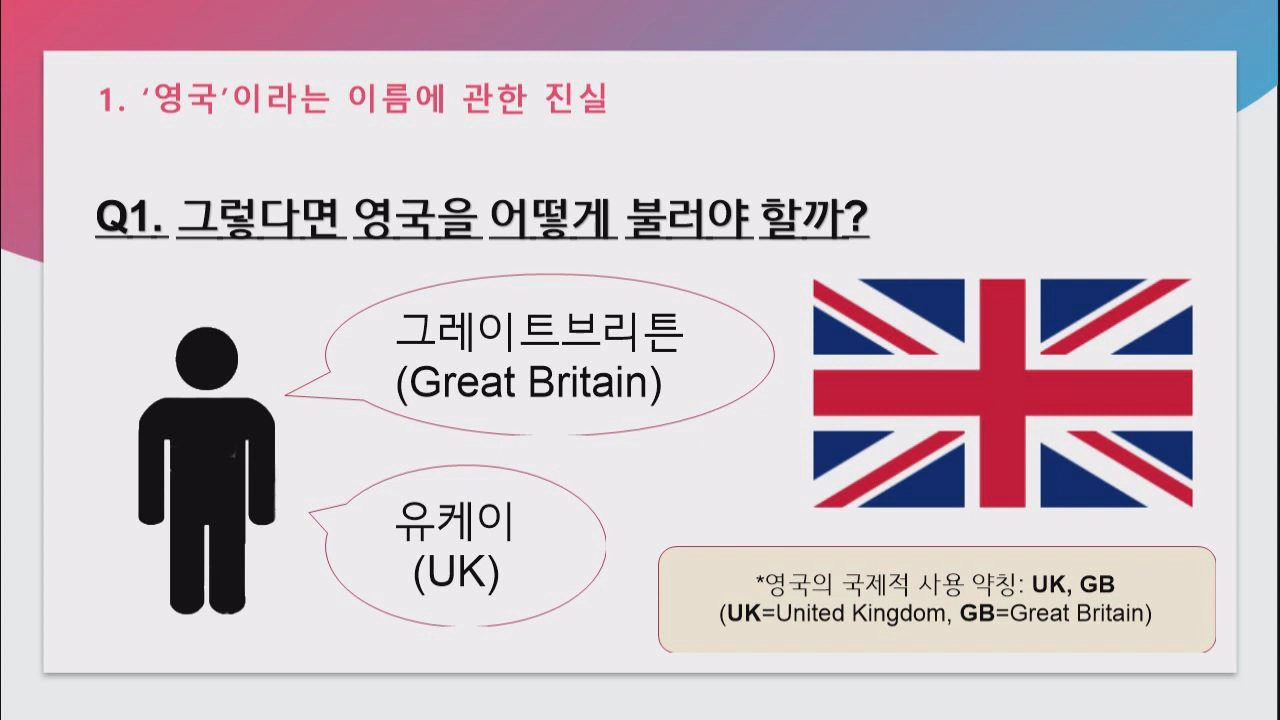 1. ‘영국’이라는 이름에 관한 진실
Q1. 그렇다면 영국을 어떻게 불러야 할까?
그레이트브리튼
(Great Britain)
유케이
(UK)
*영국의 국제적 사용 약칭: UK, GB
(UK=United Kingdom, GB=Great Britain)